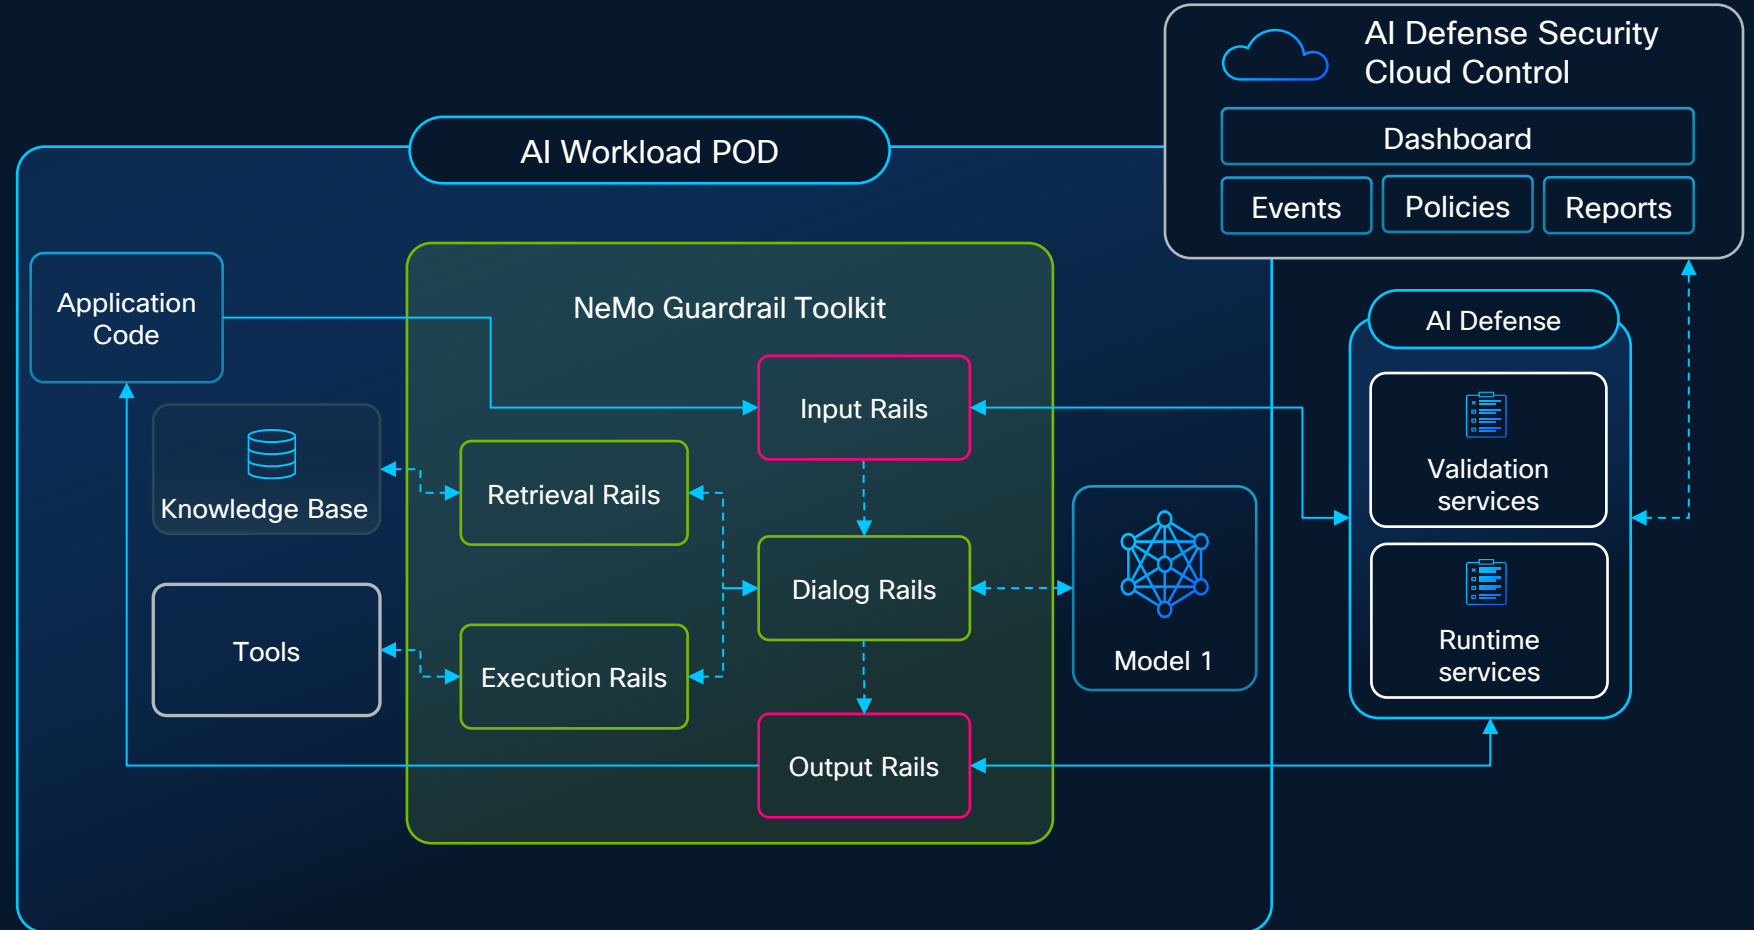 AI Defense Security
Cloud Control
Dashboard
Events
Policies
Reports
AI Workload POD
Application
Code
NeMo Guardrail Toolkit
AI Defense
Input Rails
Knowledge Base
Retrieval Rails
Validation
services
Dialog Rails
Model 1
Tools
Execution Rails
Runtime
services
Output Rails